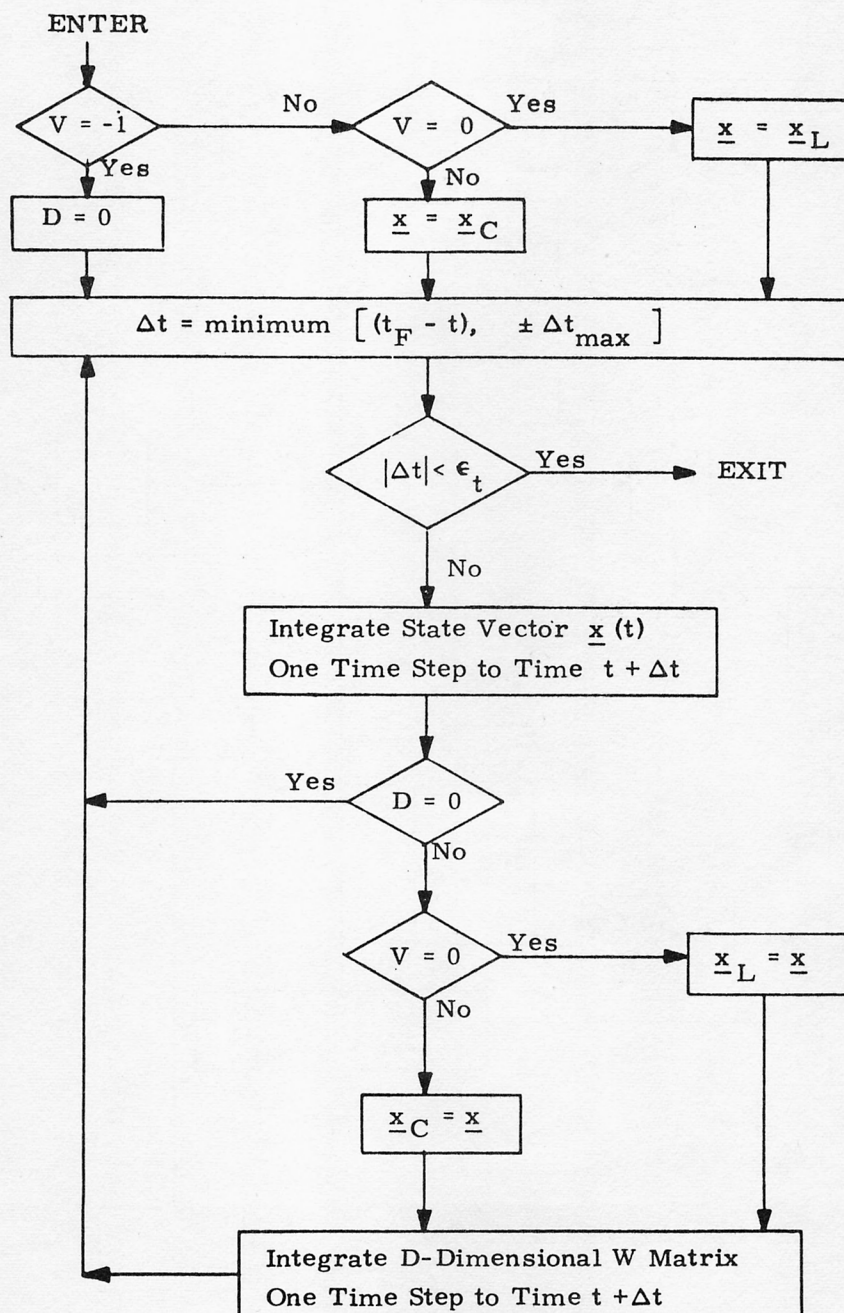 ENTER
V = -1
No
V = 0
Yes
x = x_L
Yes
No
D = 0
x = x_C
Δt = minimum [(t_F - t), ± Δt_max]
|Δt| < ϵ_t
Yes
EXIT
No
Integrate State Vector x (t)
One Time Step to Time t + Δt
Yes
D = 0
No
V = 0
Yes
x_L = x
No
x_C = x
Integrate D-Dimensional W Matrix
One Time Step to Time t + Δt